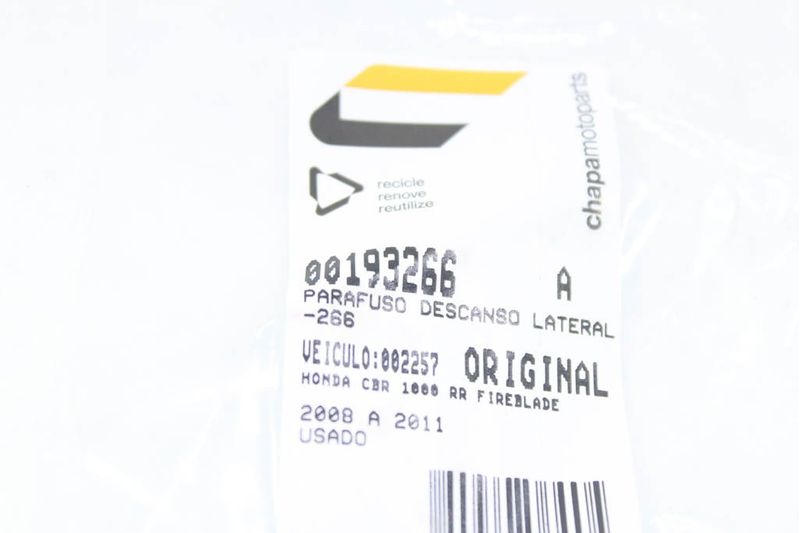 chapamotoparts
recicle
renove
reutilize
00193266 A
PARAFUSO DESCANSO LATERAL
-266
VEICULO:002257 ORIGINAL
HONDA CBR 1000 RR FIREBLADE
2008 A 2011
USADO